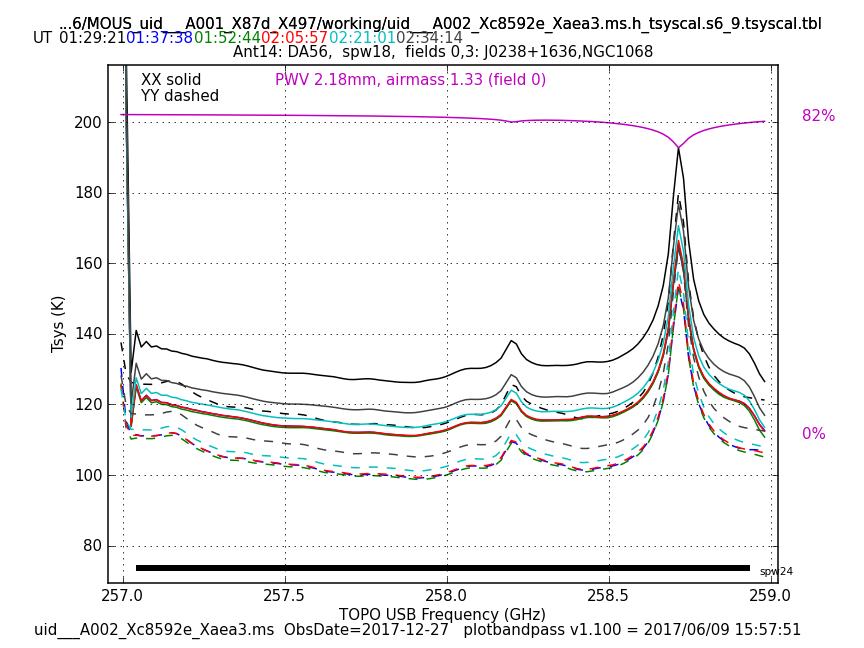 ...6/MOUS_uid___A001_X87d_X497/working/uid___A002_Xc8592e_Xaea3.ms.h_tsyscal.s6_9.tsyscal.tbl
UT 01:29:21 01:37:38 01:52:44 02:05:57 02:21:01 02:34:14
Ant14: DA56, spw18, fields 0,3: J0238+1636,NGC1068
XX solid
PWV 2.18mm, airmass 1.33 (field 0)
YY dashed
82%
0%
Tsys (K)
200
180
160
140
120
100
80
spw24
257.0 257.5 258.0 258.5 259.0
TOPO USB Frequency (GHz)
uid___A002_Xc8592e_Xaea3.ms ObsDate=2017-12-27 plotbandpass v1.100 = 2017/06/09 15:57:51